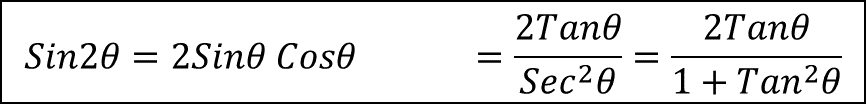 Sin2θ = 2Sinθ Cosθ = 2Tanθ / Sec²θ = 2Tanθ / 1 + Tan²θ